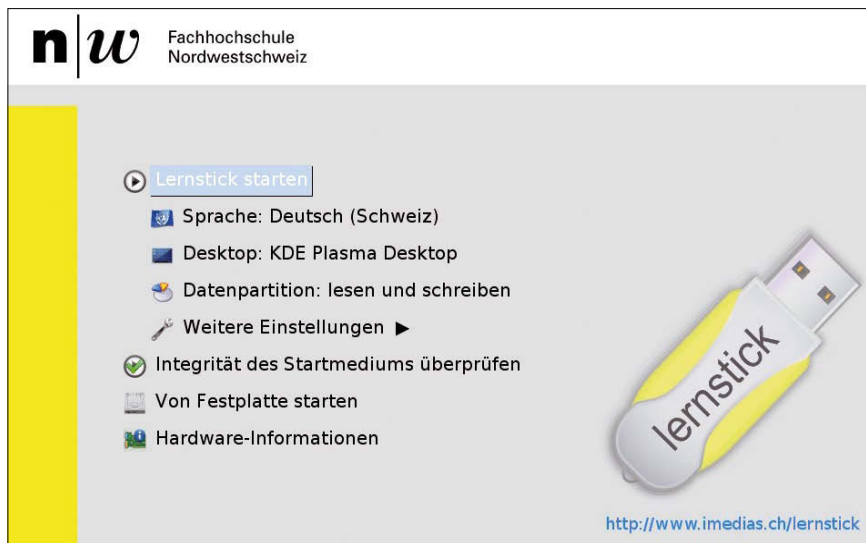 n|w
Fachhochschule
Nordwestschweiz
Lernstick starten
Sprache: Deutsch (Schweiz)
Desktop: KDE Plasma Desktop
Datenpartition: lesen und schreiben
Weitere Einstellungen ▶
Integrität des Startmediums überprüfen
Von Festplatte starten
Hardware-Informationen
lernstick
http://www.imedias.ch/lernstick